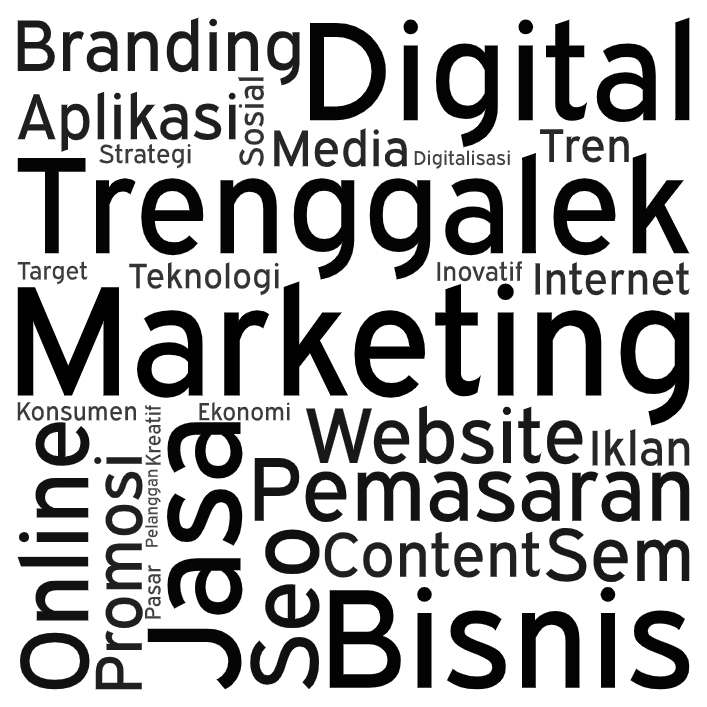 Branding
Digital
Aplikasi
Sosial
Strategi
Media
Digitalisasi
Tren
Trenggalek
Target
Teknologi
Inovatif
Internet
Marketing
Konsumen
Kreatif
Ekonomi
Website
Iklan
Online
Promosi
Pelanggan
Jasa
Pemasaran
Pasar
Seo
Content
Sem
Bisnis